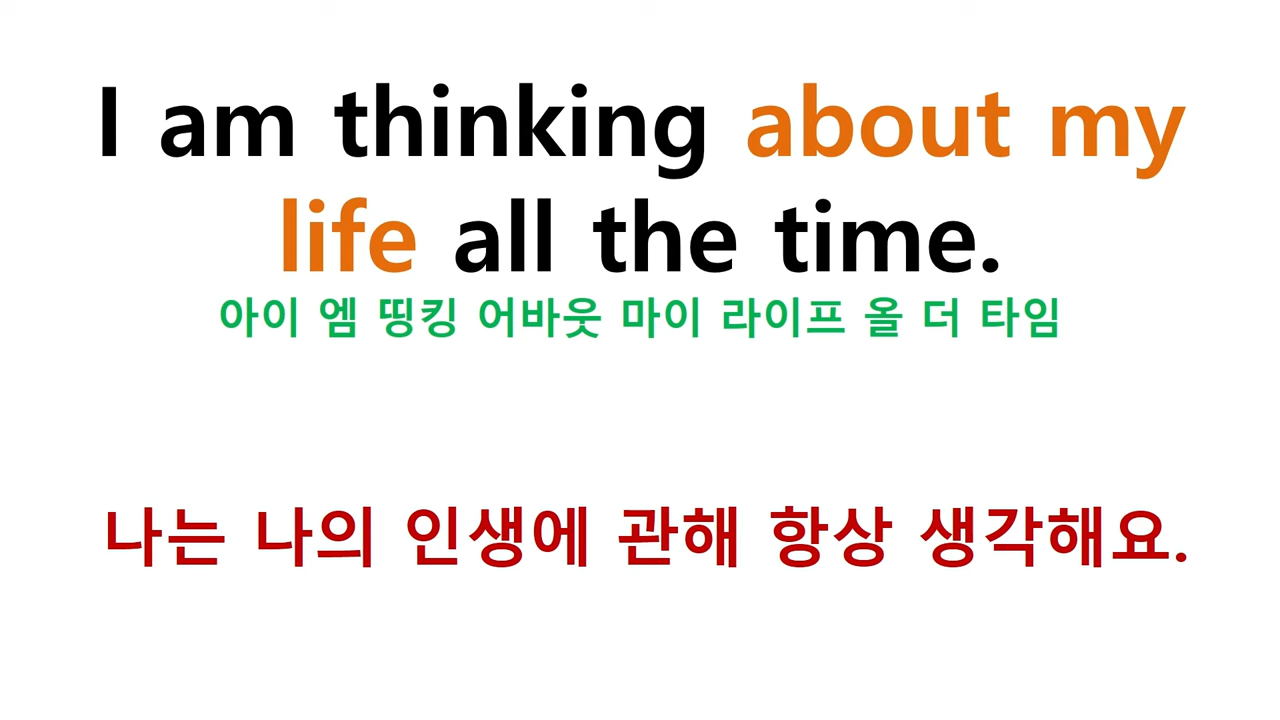 I am thinking about my
life all the time.
아이 엠 띵킹 어바웃 마이 라이프 올 더 타임
나는 나의 인생에 관해 항상 생각해요.